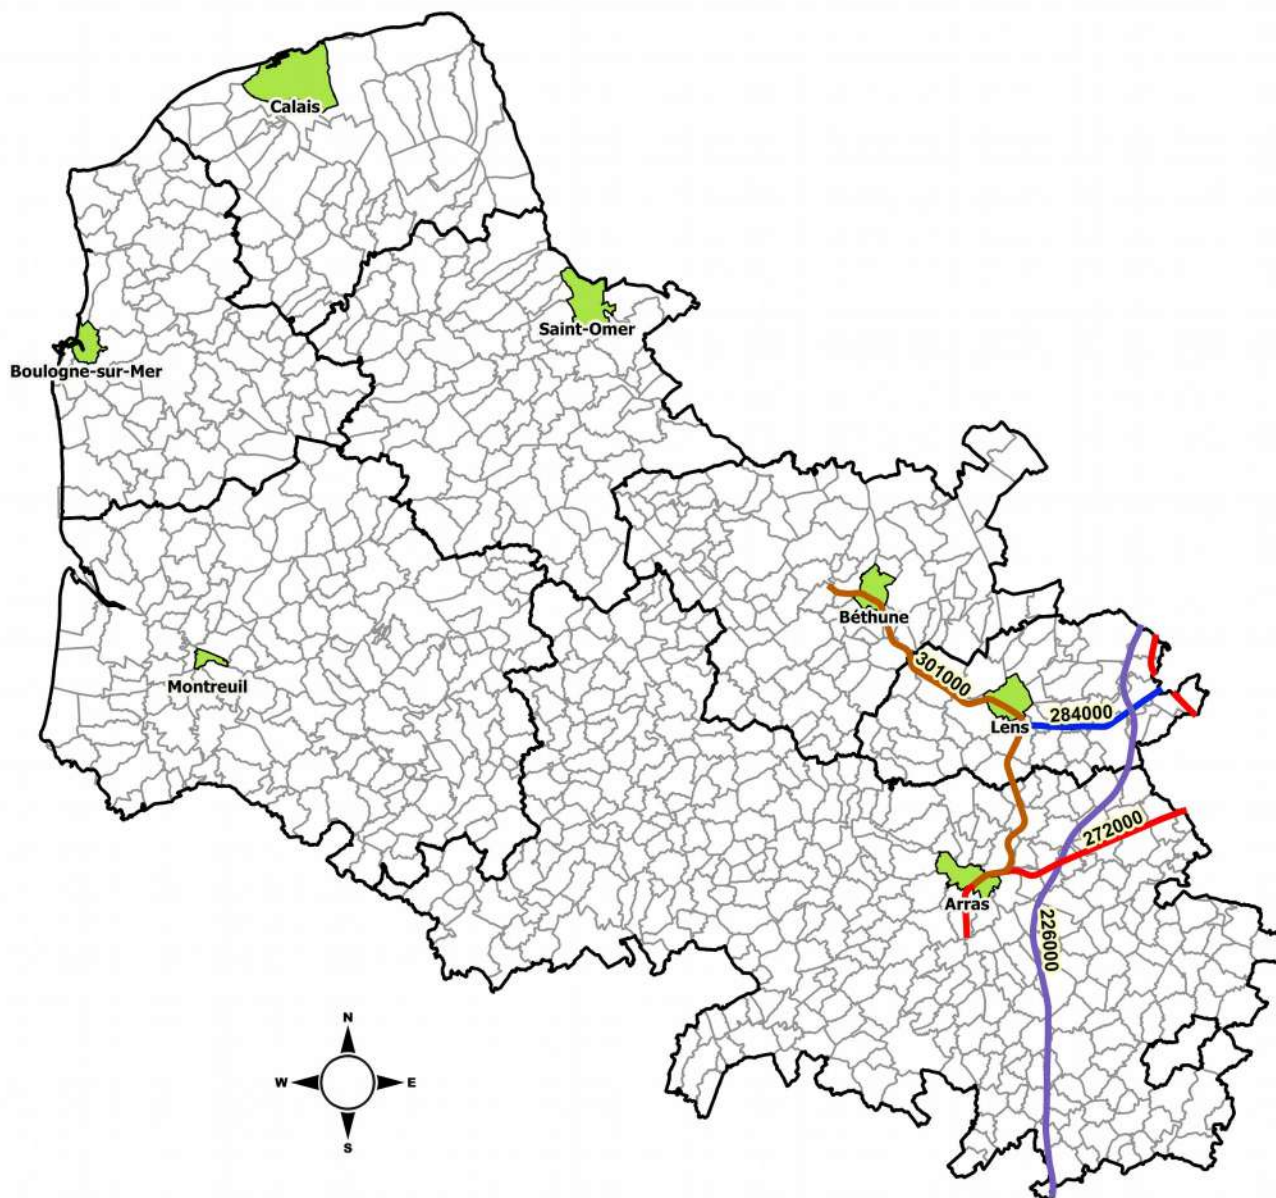 Calais
Saint-Omer
Boulogne-sur-Mer
Béthune
301000
Montreuil
284000
Lens
272000
Arras
226000
N
W
E
S